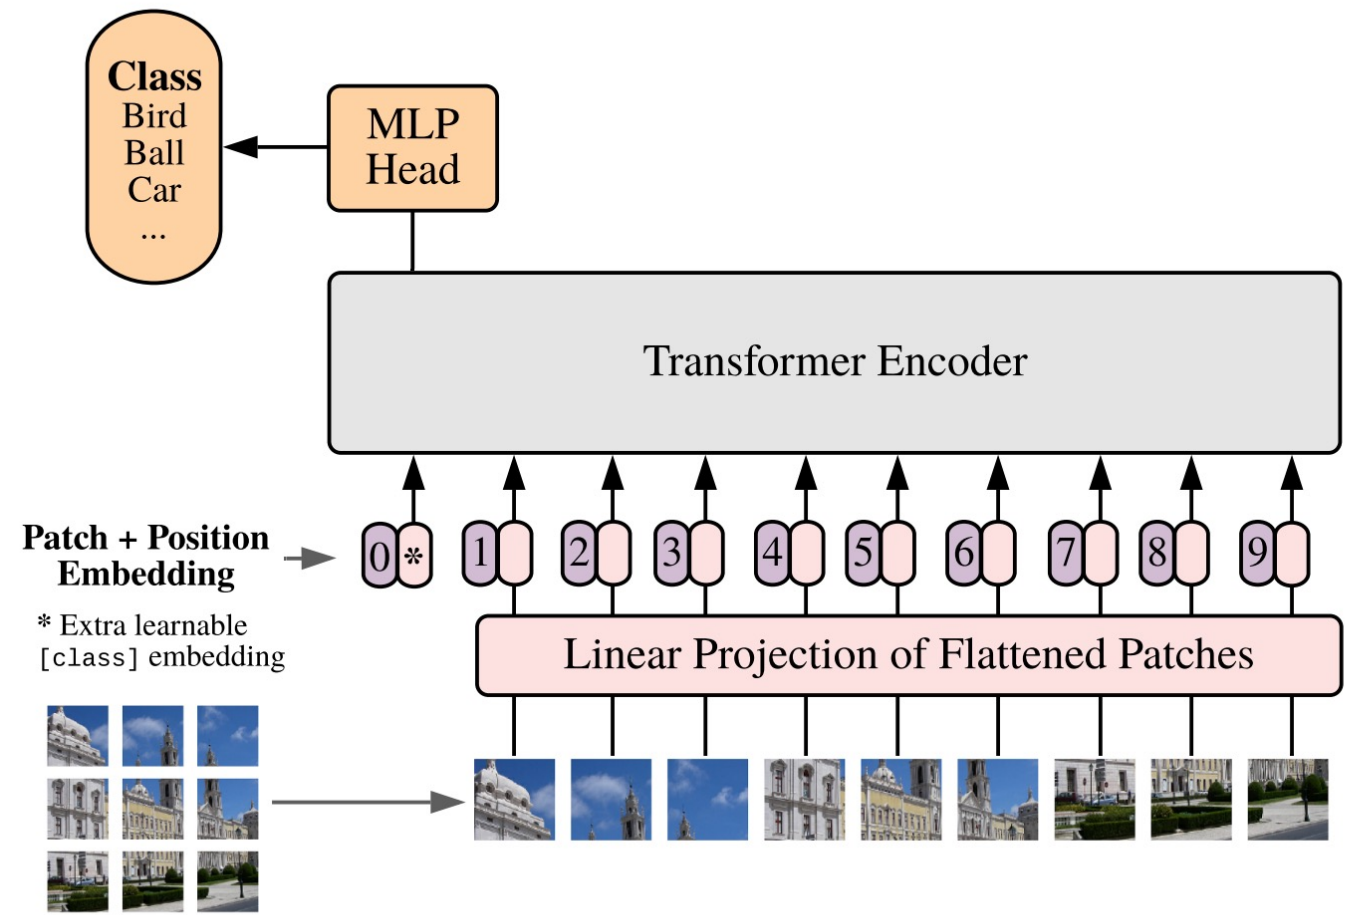 Class
Bird
Ball
Car
...
MLP
Head
Transformer Encoder
Patch + Position
Embedding
* Extra learnable
[class] embedding
0 * 1 2 3 4 5 6 7 8 9
Linear Projection of Flattened Patches